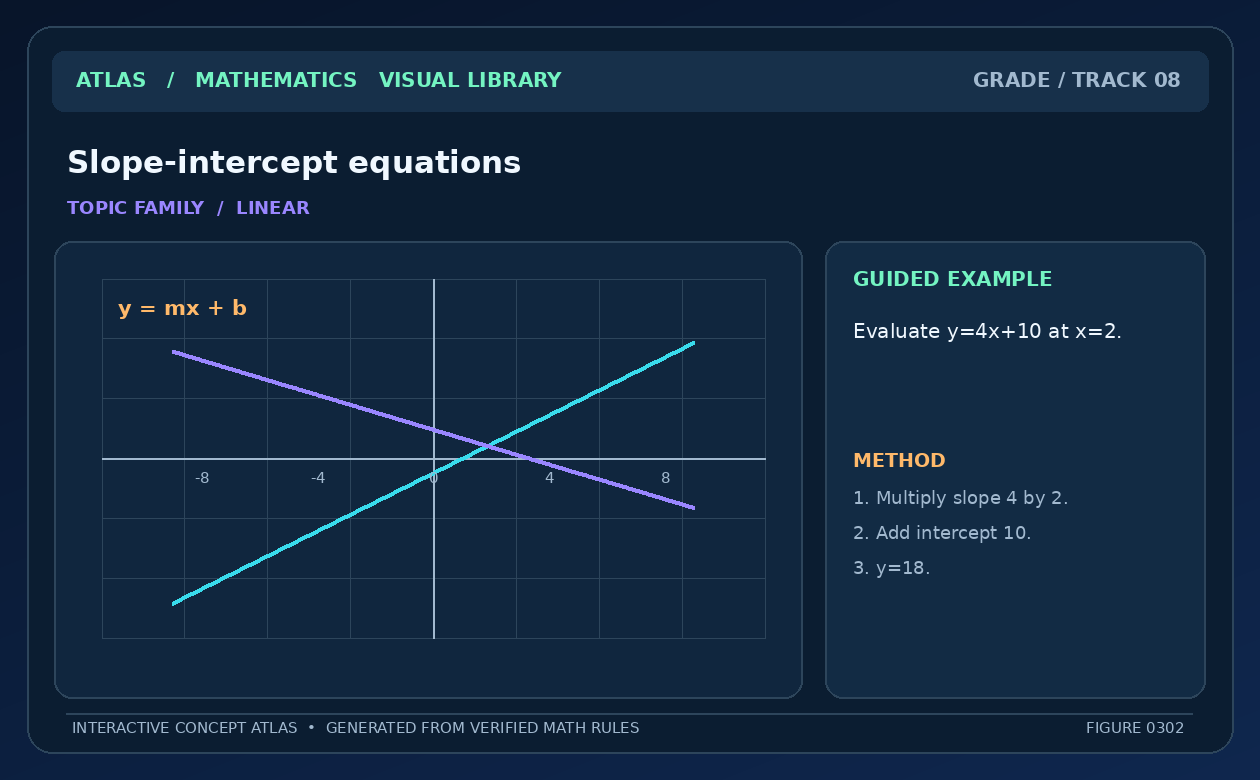 ATLAS / MATHEMATICS VISUAL LIBRARY
GRADE / TRACK 08
Slope-intercept equations
TOPIC FAMILY / LINEAR
y = mx + b
-8 -4 0 4 8
GUIDED EXAMPLE
Evaluate y=4x+10 at x=2.
METHOD
1. Multiply slope 4 by 2.
2. Add intercept 10.
3. y=18.
INTERACTIVE CONCEPT ATLAS • GENERATED FROM VERIFIED MATH RULES
FIGURE 0302